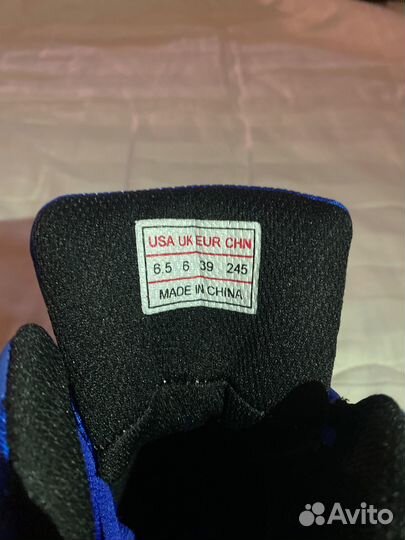 USA UK EUR CHN
6.5 6 39 245
MADE IN CHINA
Avito